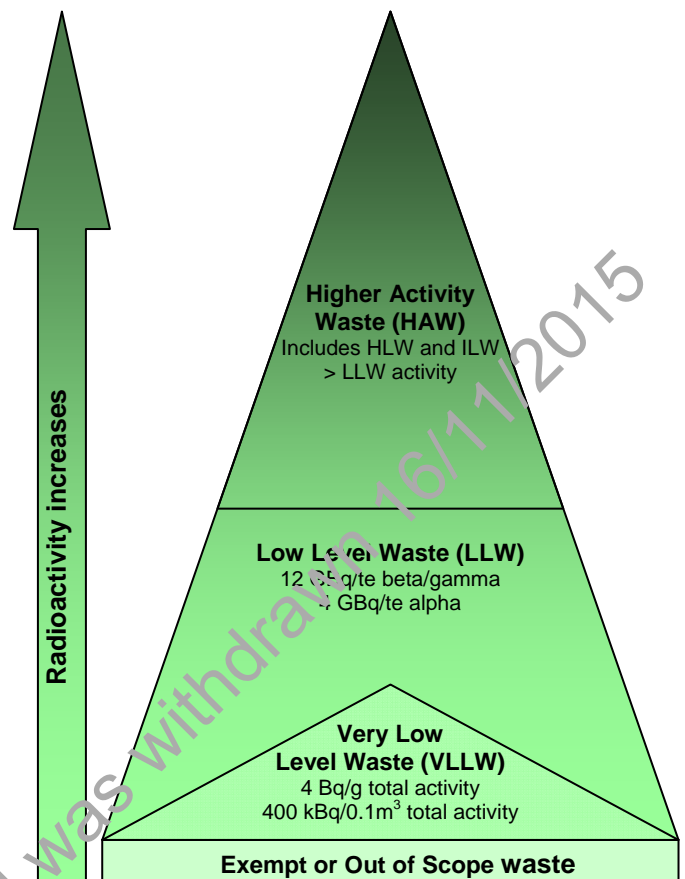 Higher Activity
Waste (HAW)
Includes HLW and ILW
> LLW activity
Radioactivity increases
Low Level Waste (LLW)
12 GBq/te beta/gamma
4 GBq/te alpha
Very Low
Level Waste (VLLW)
4 Bq/g total activity
400 kBq/0.1m³ total activity
Exempt or Out of Scope waste
was withdrawn 16/11/2015